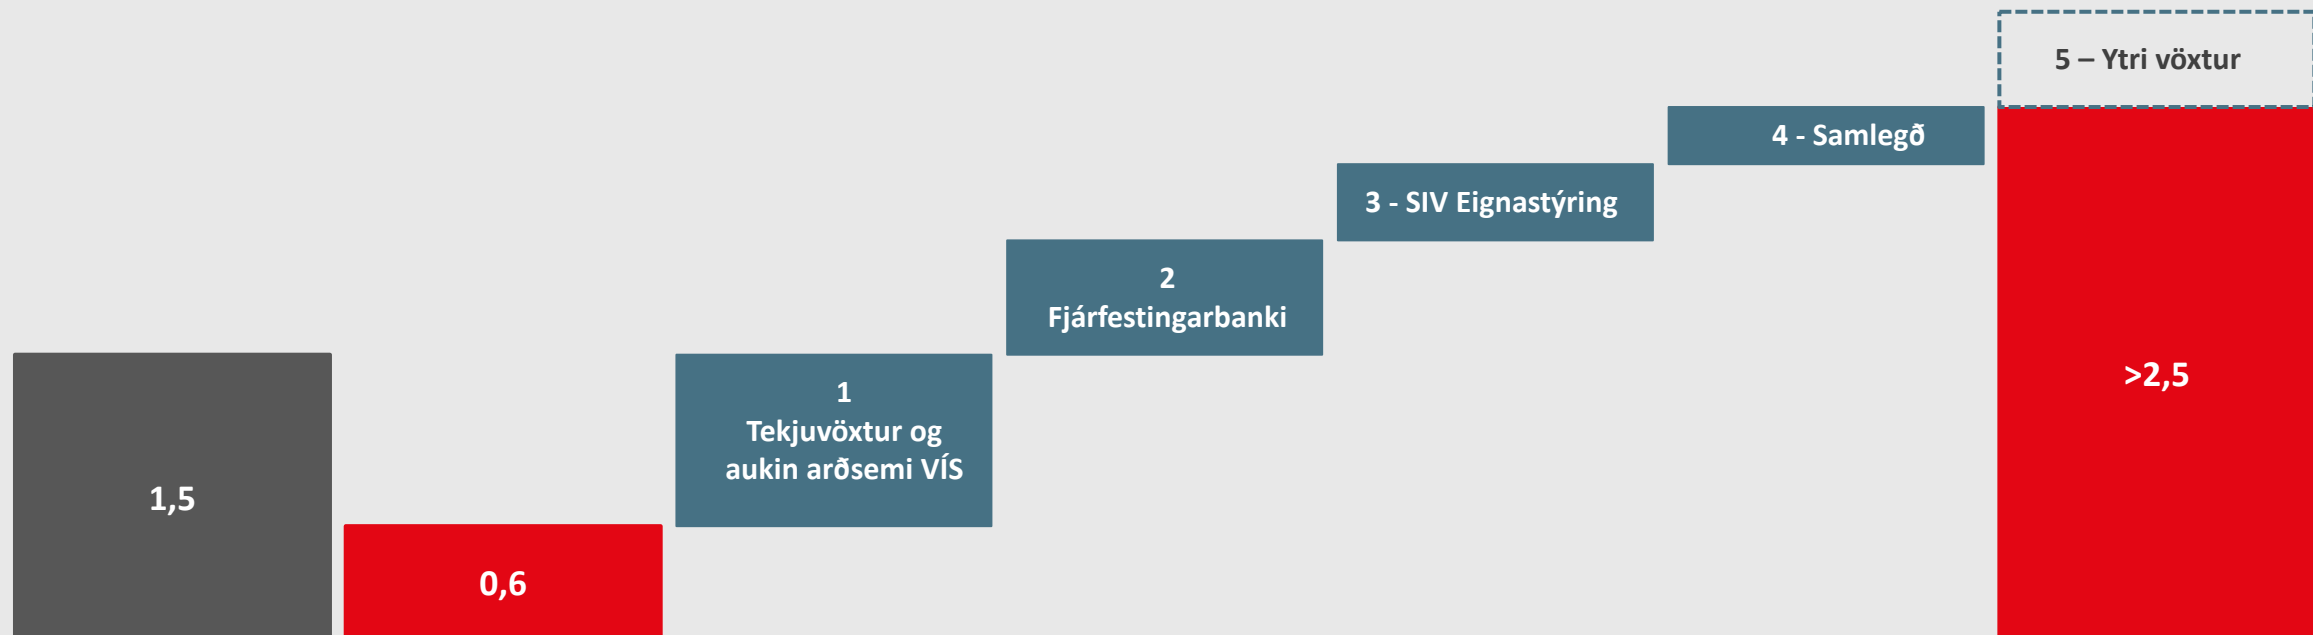 1,5
0,6
1
Tekjuvöxtur og
aukin arðsemi VÍS
2
Fjárfestingarbanki
3 - SIV Eignastýring
4 - Samlegð
5 – Ytri vöxtur
>2,5